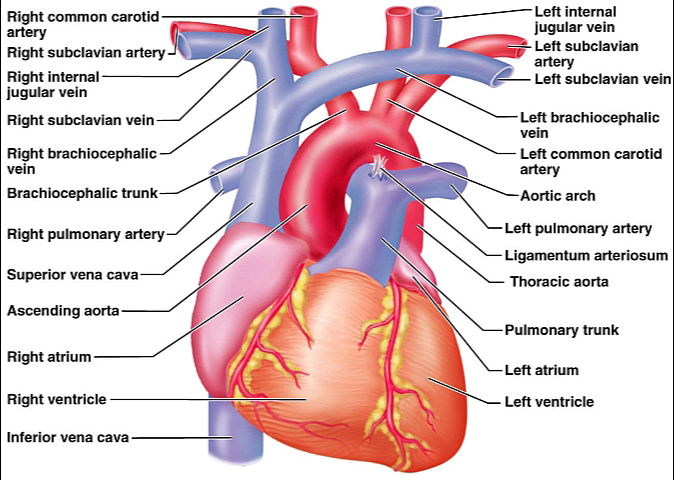 Right common carotid
artery
Right subclavian artery
Right internal
jugular vein
Right subclavian vein
Right brachiocephalic
vein
Brachiocephalic trunk
Right pulmonary artery
Superior vena cava
Ascending aorta
Right atrium
Right ventricle
Inferior vena cava
Left internal
jugular vein
Left subclavian
artery
Left subclavian vein
Left brachiocephalic
vein
Left common carotid
artery
Aortic arch
Left pulmonary artery
Ligamentum arteriosum
Thoracic aorta
Pulmonary trunk
Left atrium
Left ventricle